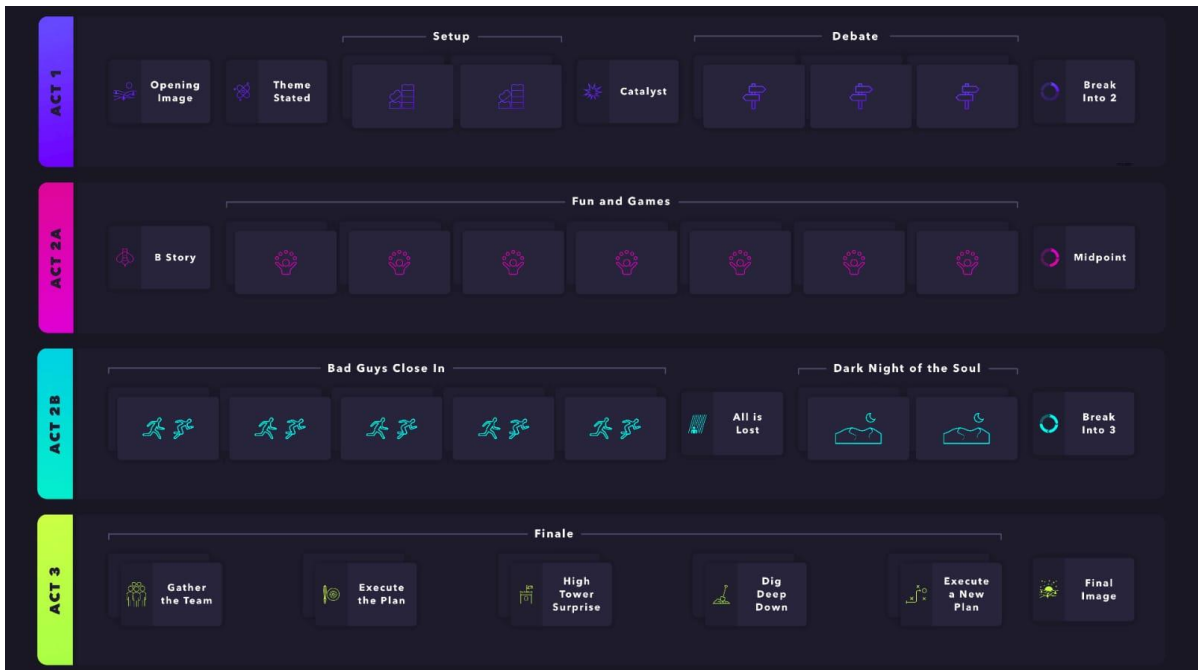 ACT 1
Setup
Debate
Opening
Image
Theme
Stated
Catalyst
Break
Into 2
ACT 2A
Fun and Games
B Story
Midpoint
ACT 2B
Bad Guys Close In
Dark Night of the Soul
All is
Lost
Break
Into 3
ACT 3
Finale
Gather
the Team
Execute
the Plan
High
Tower
Surprise
Dig
Deep
Down
Execute
a New
Plan
Final
Image